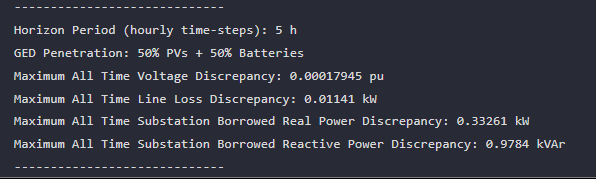 -----------------------------
Horizon Period (hourly time-steps): 5 h
GED Penetration: 50% PVs + 50% Batteries
Maximum All Time Voltage Discrepancy: 0.00017945 pu
Maximum All Time Line Loss Discrepancy: 0.01141 kW
Maximum All Time Substation Borrowed Real Power Discrepancy: 0.33261 kW
Maximum All Time Substation Borrowed Reactive Power Discrepancy: 0.9784 kVAr
-----------------------------